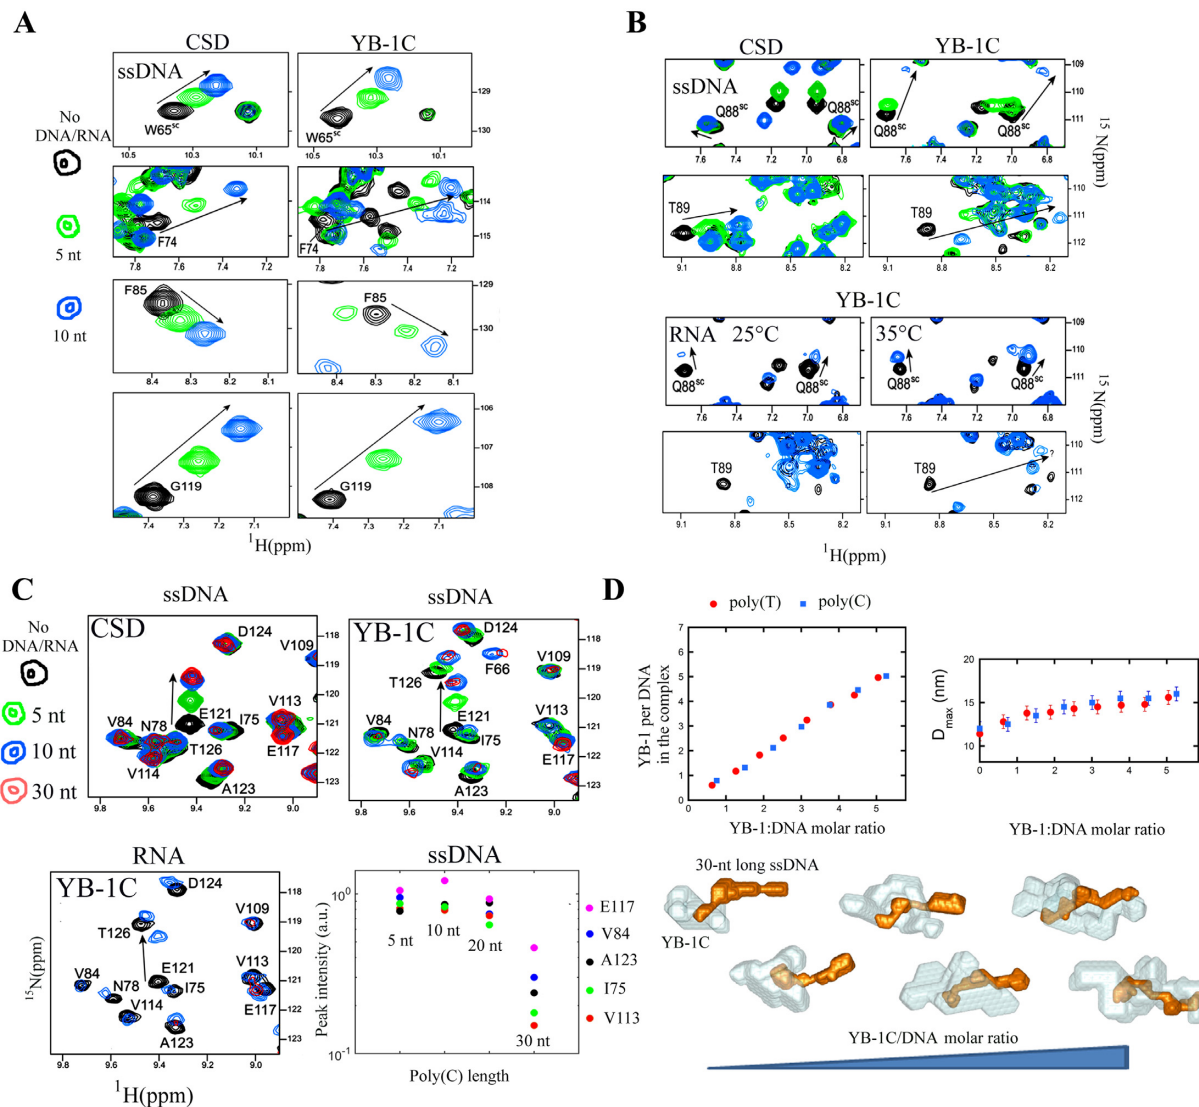 A
CSD
YB-1C
No
DNA/RNA
5 nt
10 nt
ssDNA
W65sc
W65sc
129
130
10.5
10.3
10.1
10.5
10.3
10.1
F74
F74
114
115
7.8
7.6
7.4
7.2
7.8
7.6
7.4
7.2
F85
F85
129
130
8.4
8.3
8.2
8.1
8.4
8.3
8.2
8.1
G119
G119
106
107
108
7.4
7.3
7.2
7.1
7.4
7.3
7.2
7.1
1H(ppm)
B
CSD
YB-1C
ssDNA
Q88sc
Q88sc
Q88sc
Q88sc
109
110
111
7.6
7.4
7.2
7.0
6.8
7.6
7.4
7.2
7.0
6.8
T89
T89
110
111
112
9.1
8.8
8.5
8.2
9.1
8.8
8.5
8.2
15N(ppm)
YB-1C
RNA 25°C
35°C
Q88sc
Q88sc
Q88sc
Q88sc
109
110
111
7.6
7.4
7.2
7.0
6.8
7.6
7.4
7.2
7.0
6.8
T89
T89
?
110
111
112
9.1
8.8
8.5
8.2
9.1
8.8
8.5
8.2
15N(ppm)
1H(ppm)
C
ssDNA
ssDNA
No
DNA/RNA
5 nt
10 nt
30 nt
CSD
D124
V109
V84
N78
E121
I75
V113
T126
E117
V114
A123
118
119
120
121
122
123
9.8
9.6
9.4
9.2
9.0
YB-1C
D124
F66
V109
T126
V84
E121
V113
N78
I75
V114
E117
A123
118
119
120
121
122
123
9.8
9.6
9.4
9.2
9.0
RNA
YB-1C
D124
T126
V109
V84
E121
V113
N78
I75
V114
E117
A123
118
119
120
121
122
123
9.8
9.6
9.4
9.2
9.0
15N(ppm)
1H(ppm)
ssDNA
Peak intensity (a.u.)
10^0
10^-1
5 nt
10 nt
20 nt
30 nt
Poly(C) length
E117
V84
A123
I75
V113
D
poly(T)
poly(C)
YB-1 per DNA
in the complex
7
6
5
4
3
2
1
0
0
1
2
3
4
5
YB-1:DNA molar ratio
Dmax (nm)
20
15
10
0
1
2
3
4
5
YB-1:DNA molar ratio
30-nt long ssDNA
YB-1C
YB-1C/DNA molar ratio